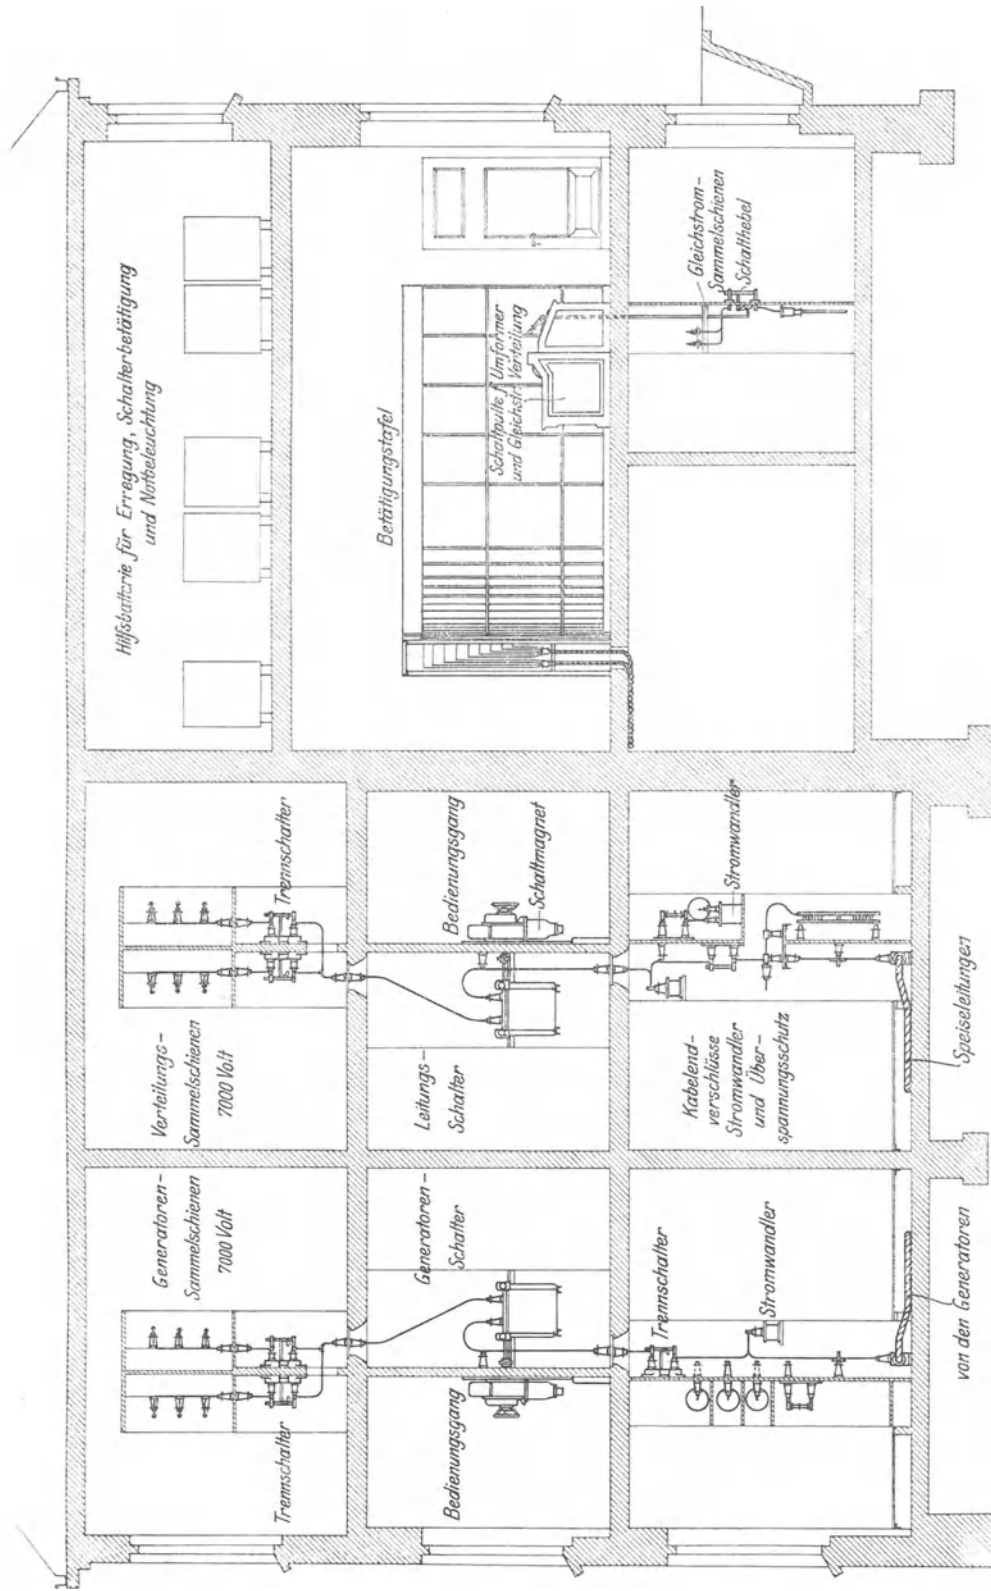 Generatoren-
Sammelschienen
7000 Volt
Trennschalter
Verteilungs-
Sammelschienen
7000 Volt
Trennschalter
Hilfsbatterie für Erregung, Schalterbetätigung
und Notbeleuchtung
Bedienungsgang
Generatoren-
Schalter
Leitungs-
Schalter
Bedienungsgang
Schaltmagnet
Betätigungstafel
Schaltpulte f. Umformer
und Gleichstr. Verteilung
Trennschalter
Stromwandler
von den Generatoren
Kabelend-
verschlüsse
Stromwandler
und Über-
spannungsschutz
Stromwandler
Speiseleitungen
Gleichstrom-
Sammelschienen
Schalthebel